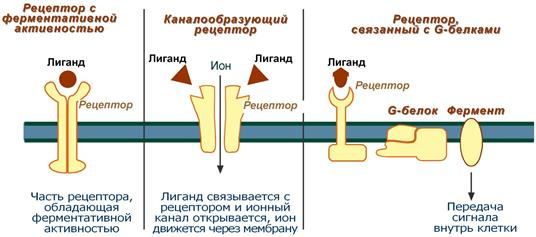 Рецептор с
ферментативной
активностью
Лиганд
Рецептор
Часть рецептора,
обладающая
ферментативной
активностью
Каналообразующий
рецептор
Лиганд
Ион
Лиганд
Рецептор
Лиганд связывается с
рецептором и ионный
канал открывается, ион
движется через мембрану
Рецептор,
связанный с G-белками
Лиганд
Рецептор
G-белок
Фермент
Передача
сигнала
внутрь клетки